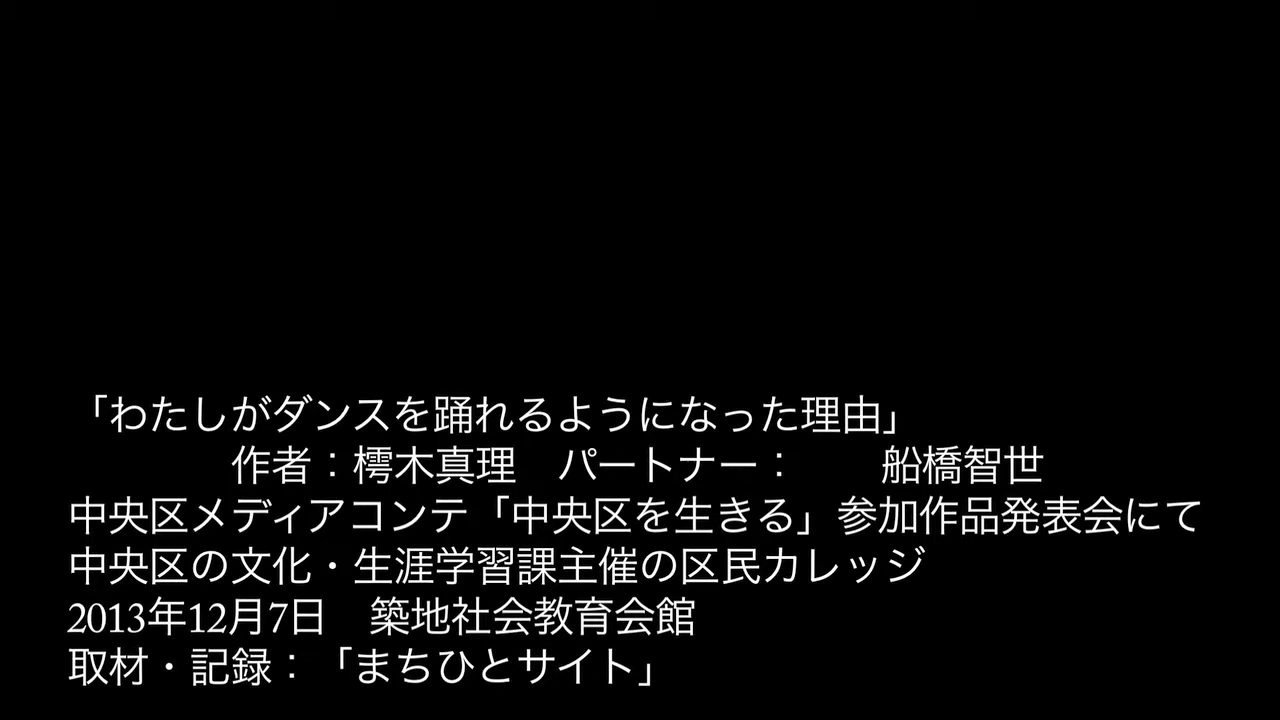 「わたしがダンスを踊れるようになった理由」
作者：樗木真理　パートナー：　　船橋智世
中央区メディアコンテ「中央区を生きる」参加作品発表会にて
中央区の文化・生涯学習課主催の区民カレッジ
2013年12月7日　築地社会教育会館
取材・記録：「まちひとサイト」